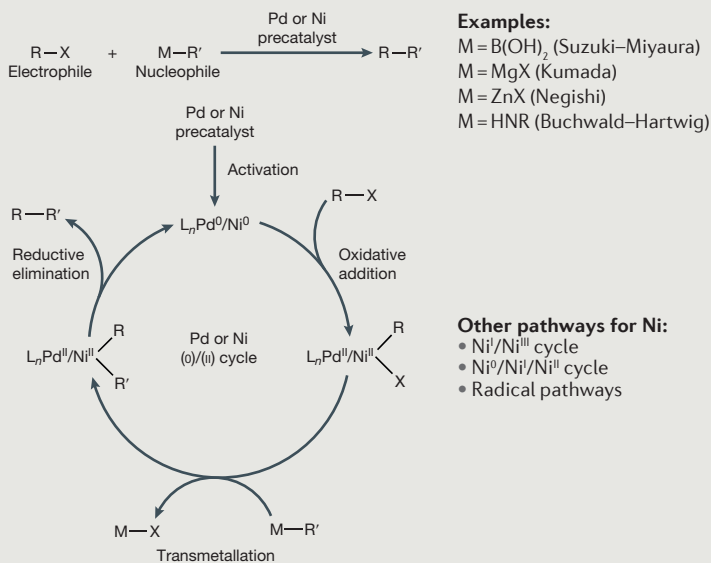 R—X + M—R′ Pd or Ni precatalyst R—R′
Electrophile Nucleophile
Examples:
M = B(OH)₂ (Suzuki–Miyaura)
M = MgX (Kumada)
M = ZnX (Negishi)
M = HNR (Buchwald–Hartwig)
Pd or Ni
precatalyst
Activation
R—X
R—R′
LₙPd⁰/Ni⁰
Reductive
elimination
Oxidative
addition
R
LₙPdᴵᴵ/Niᴵᴵ
R′
Pd or Ni
(0)/(II) cycle
R
LₙPdᴵᴵ/Niᴵᴵ
X
Other pathways for Ni:
• Niᴵ/Niᴵᴵᴵ cycle
• Ni⁰/Niᴵ/Niᴵᴵ cycle
• Radical pathways
M—X
M—R′
Transmetallation